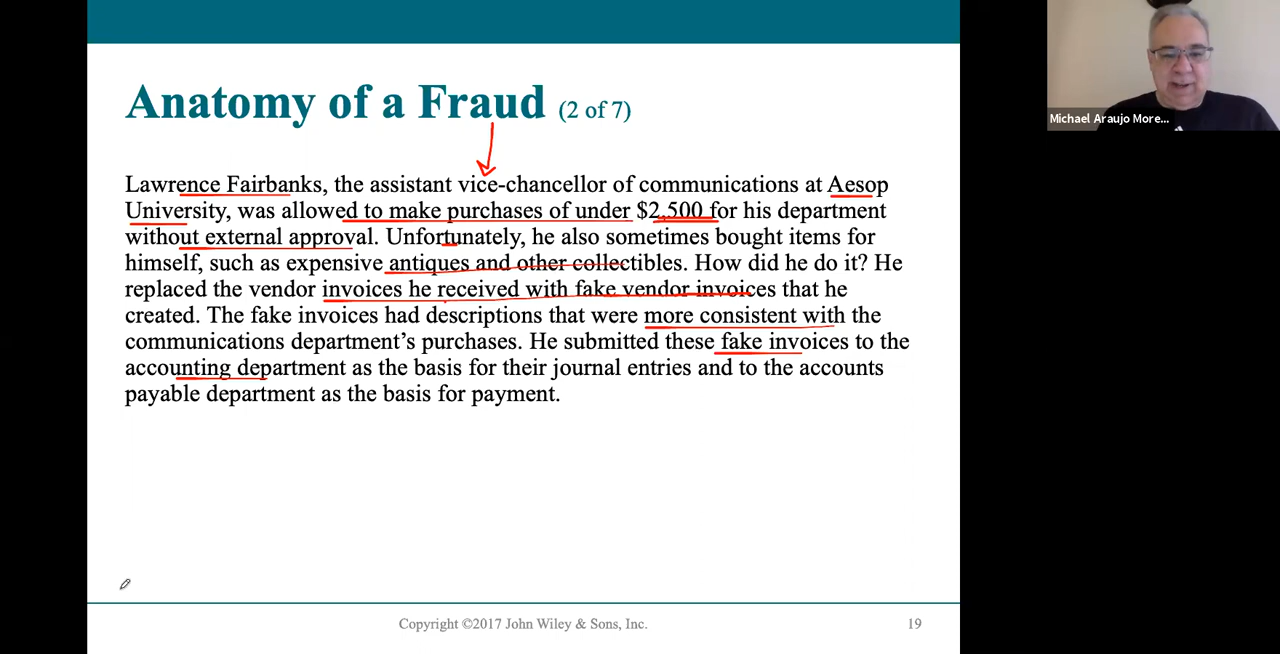 Anatomy of a Fraud (2 of 7)
Michael Araujo More...
Lawrence Fairbanks, the assistant vice-chancellor of communications at Aesop
University, was allowed to make purchases of under $2,500 for his department
without external approval. Unfortunately, he also sometimes bought items for
himself, such as expensive antiques and other collectibles. How did he do it? He
replaced the vendor invoices he received with fake vendor invoices that he
created. The fake invoices had descriptions that were more consistent with the
communications department’s purchases. He submitted these fake invoices to the
accounting department as the basis for their journal entries and to the accounts
payable department as the basis for payment.
Copyright ©2017 John Wiley & Sons, Inc.
19